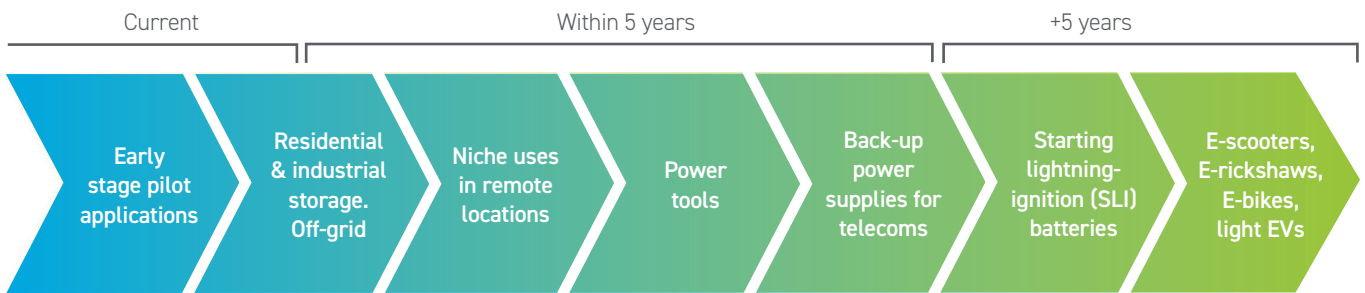 Current
Within 5 years
+5 years
Early
stage pilot
applications
Residential
& industrial
storage.
Off-grid
Niche uses
in remote
locations
Power
tools
Back-up
power
supplies for
telecoms
Starting
lightning-
ignition (SLI)
batteries
E-scooters,
E-rickshaws,
E-bikes,
light EVs